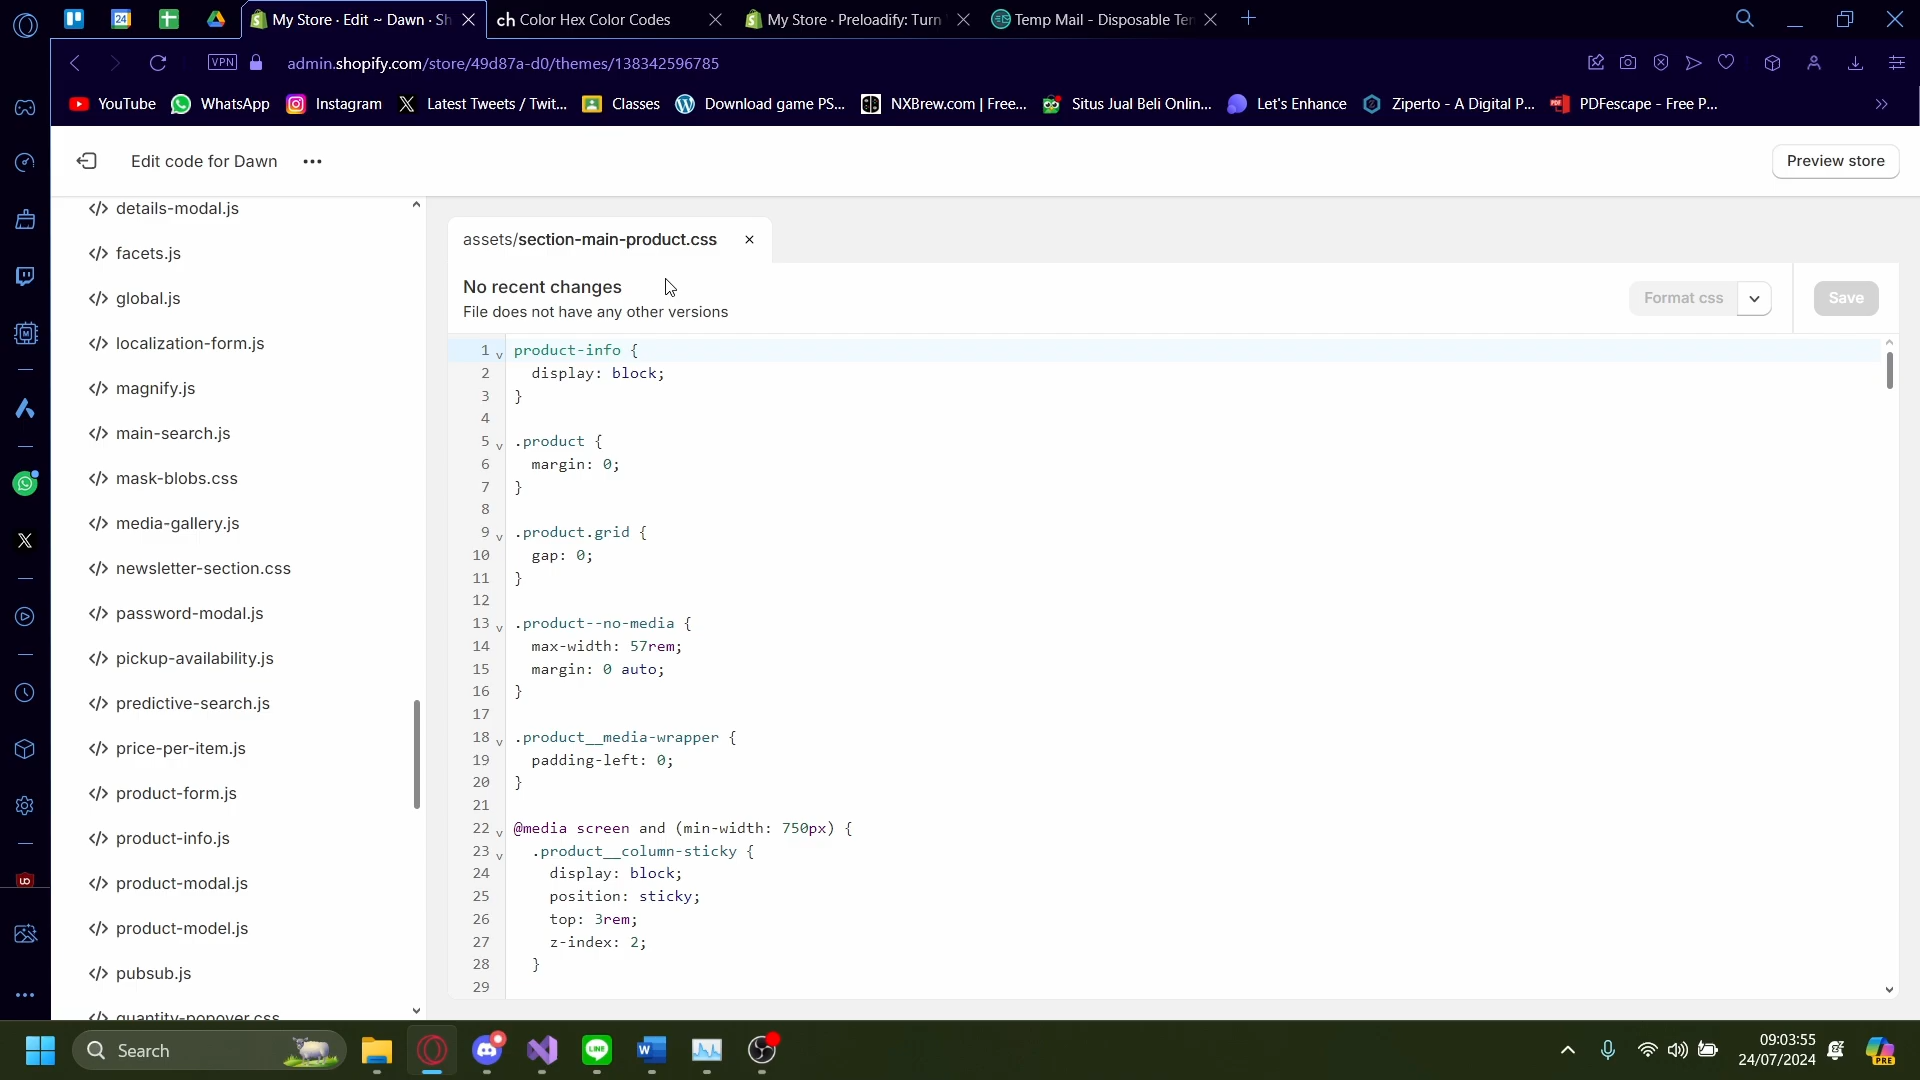 My Store · Edit ~ Dawn · Sh
ch Color Hex Color Codes
My Store · Preloadify: Turn
Temp Mail - Disposable Ten
VPN
admin.shopify.com/store/49d87a-d0/themes/138342596785
YouTube
WhatsApp
Instagram
Latest Tweets / Twit...
Classes
Download game PS...
NXBrew.com | Free...
Situs Jual Beli Onlin...
Let's Enhance
Ziperto - A Digital P...
PDFescape - Free P...
Edit code for Dawn
Preview store
</> details-modal.js
</> facets.js
</> global.js
</> localization-form.js
</> magnify.js
</> main-search.js
</> mask-blobs.css
</> media-gallery.js
</> newsletter-section.css
</> password-modal.js
</> pickup-availability.js
</> predictive-search.js
</> price-per-item.js
</> product-form.js
</> product-info.js
</> product-modal.js
</> product-model.js
</> pubsub.js
</> quantity-popover.css
assets/section-main-product.css
No recent changes
File does not have any other versions
Format css
Save
1 product-info {
2 display: block;
3 }
4
5 .product {
6 margin: 0;
7 }
8
9 .product.grid {
10 gap: 0;
11 }
12
13 .product--no-media {
14 max-width: 57rem;
15 margin: 0 auto;
16 }
17
18 .product__media-wrapper {
19 padding-left: 0;
20 }
21
22 @media screen and (min-width: 750px) {
23 .product__column-sticky {
24 display: block;
25 position: sticky;
26 top: 3rem;
27 z-index: 2;
28 }
29
Search
09:03:55
24/07/2024